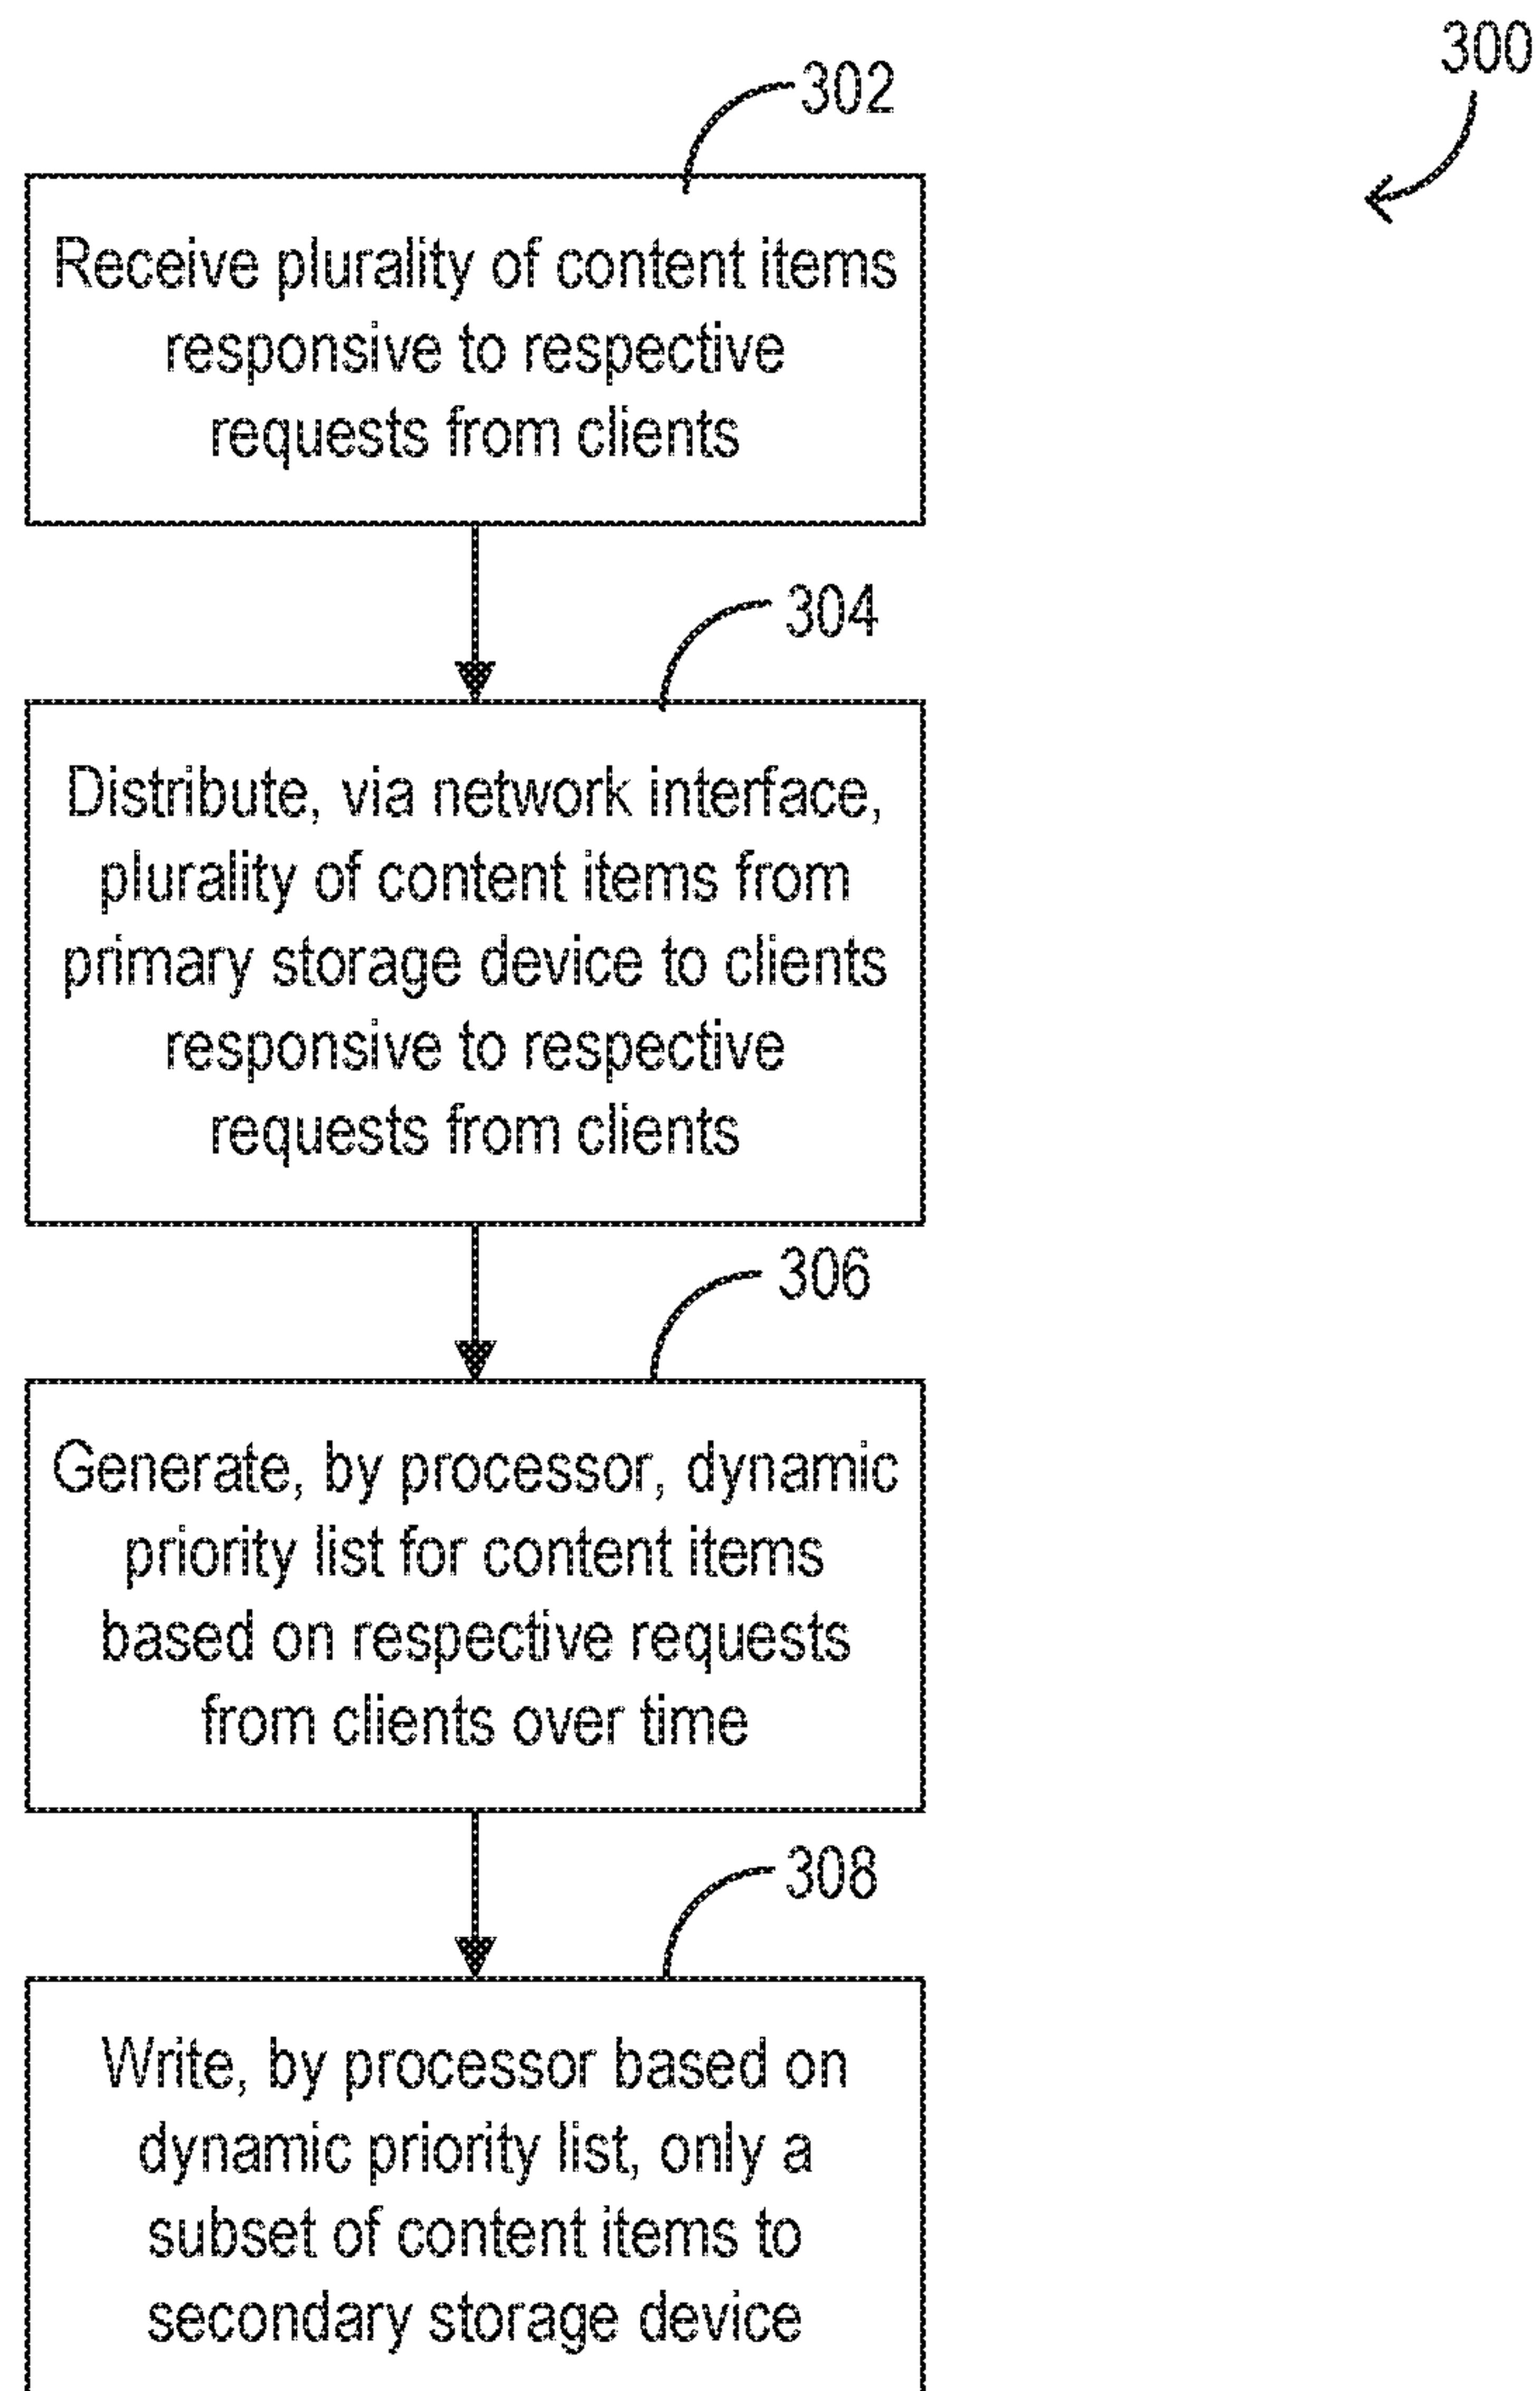 300
302
Receive plurality of content items
responsive to respective
requests from clients
304
Distribute, via network interface,
plurality of content items from
primary storage device to clients
responsive to respective
requests from clients
306
Generate, by processor, dynamic
priority list for content items
based on respective requests
from clients over time
308
Write, by processor based on
dynamic priority list, only a
subset of content items to
secondary storage device